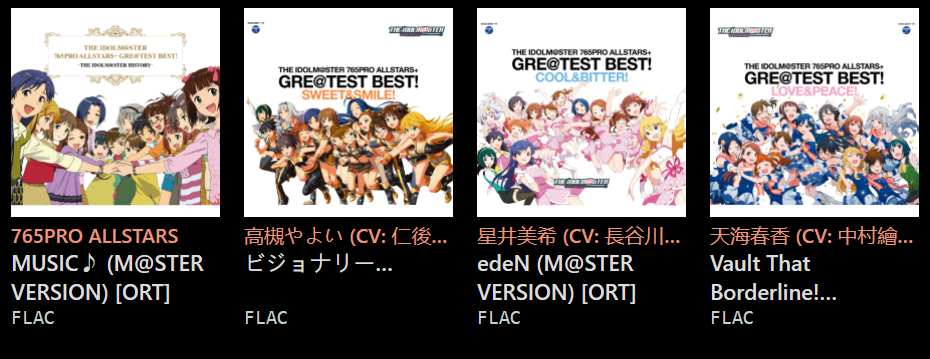 THE IDOLM@STER
765PRO ALLSTARS+ GRE@TEST BEST!
-THE IDOLM@STER HISTORY-
765PRO ALLSTARS
MUSIC♪ (M@STER
VERSION) [ORT]
FLAC
THE IDOLM@STER
THE IDOLM@STER 765PRO ALLSTARS+
GRE@TEST BEST!
SWEET&SMILE!
高槻やよい (CV: 仁後...
ビジョナリー...
FLAC
THE IDOLM@STER 765PRO ALLSTARS+
GRE@TEST BEST!
COOL&BITTER!
THE IDOLM@STER
星井美希 (CV: 長谷川...
edeN (M@STER
VERSION) [ORT]
FLAC
THE IDOLM@STER
THE IDOLM@STER 765PRO ALLSTARS+
GRE@TEST BEST!
LOVE&PEACE!
天海春香 (CV: 中村繪...
Vault That
Borderline!...
FLAC